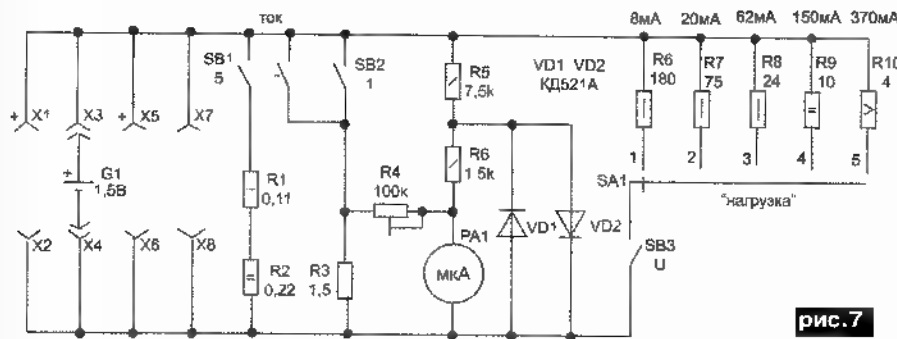 ток
8мА 20мА 62мА 150мА 370мА
SB1
5
SB2
1
R5
7,5k
VD1 VD2
КД521А
R6
180
R7
75
R8
24
R9
10
R10
4
+ X1
X3
+ X5
X7
+ G1
1,5В
R1
0,11
R4
100k
R6
1.5k
1 2 3 4 5
SA1
"нагрузка"
X2
X4
X6
X8
R2
0,22
R3
1,5
PA1
мкА
VD1
VD2
SB3
U
рис.7